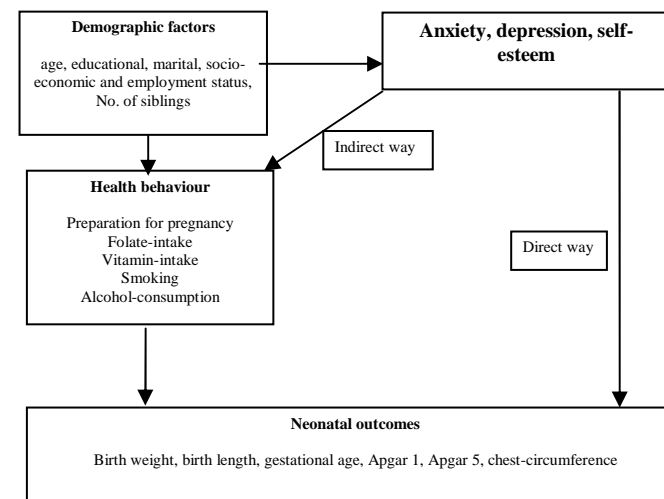 Demographic factors
age, educational, marital, socio-
economic and employment status,
No. of siblings
Anxiety, depression, self-
esteem
Indirect way
Health behaviour
Preparation for pregnancy
Folate-intake
Vitamin-intake
Smoking
Alcohol-consumption
Direct way
Neonatal outcomes
Birth weight, birth length, gestational age, Apgar 1, Apgar 5, chest-circumference